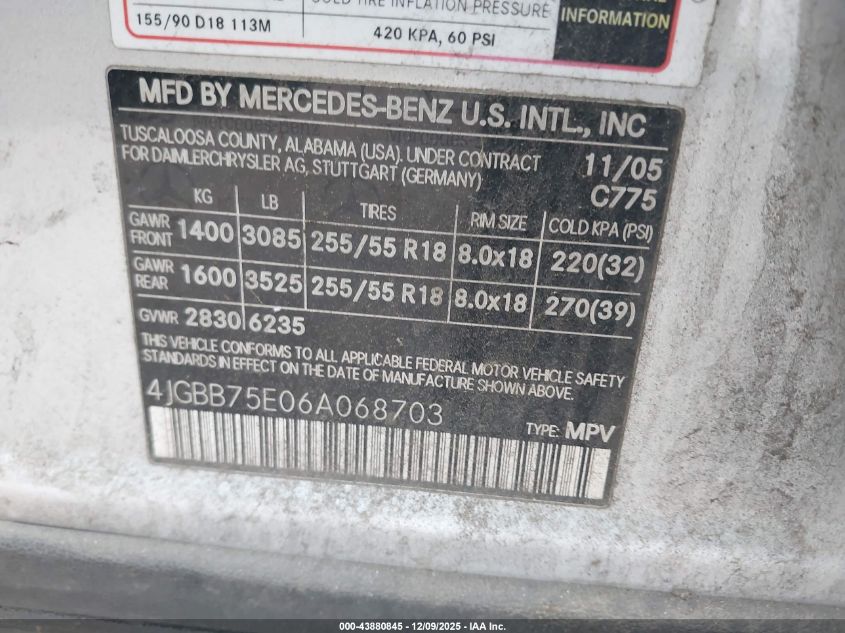 COLD TIRE INFLATION PRESSURE
155/90 D18 113M
420 KPA, 60 PSI
INFORMATION
MFD BY MERCEDES-BENZ U.S. INTL., INC
TUSCALOOSA COUNTY, ALABAMA (USA). UNDER CONTRACT
FOR DAIMLERCHRYSLER AG, STUTTGART (GERMANY)
11/05
C775
KG LB TIRES RIM SIZE COLD KPA (PSI)
GAWR FRONT 1400 3085 255/55 R18 8.0x18 220(32)
GAWR REAR 1600 3525 255/55 R18 8.0x18 270(39)
GVWR 2830 6235
THIS VEHICLE CONFORMS TO ALL APPLICABLE FEDERAL MOTOR VEHICLE SAFETY
STANDARDS IN EFFECT ON THE DATE OF MANUFACTURE SHOWN ABOVE.
4JGBB75E06A068703
TYPE: MPV
000-43880845 - 12/09/2025 - IAA Inc.